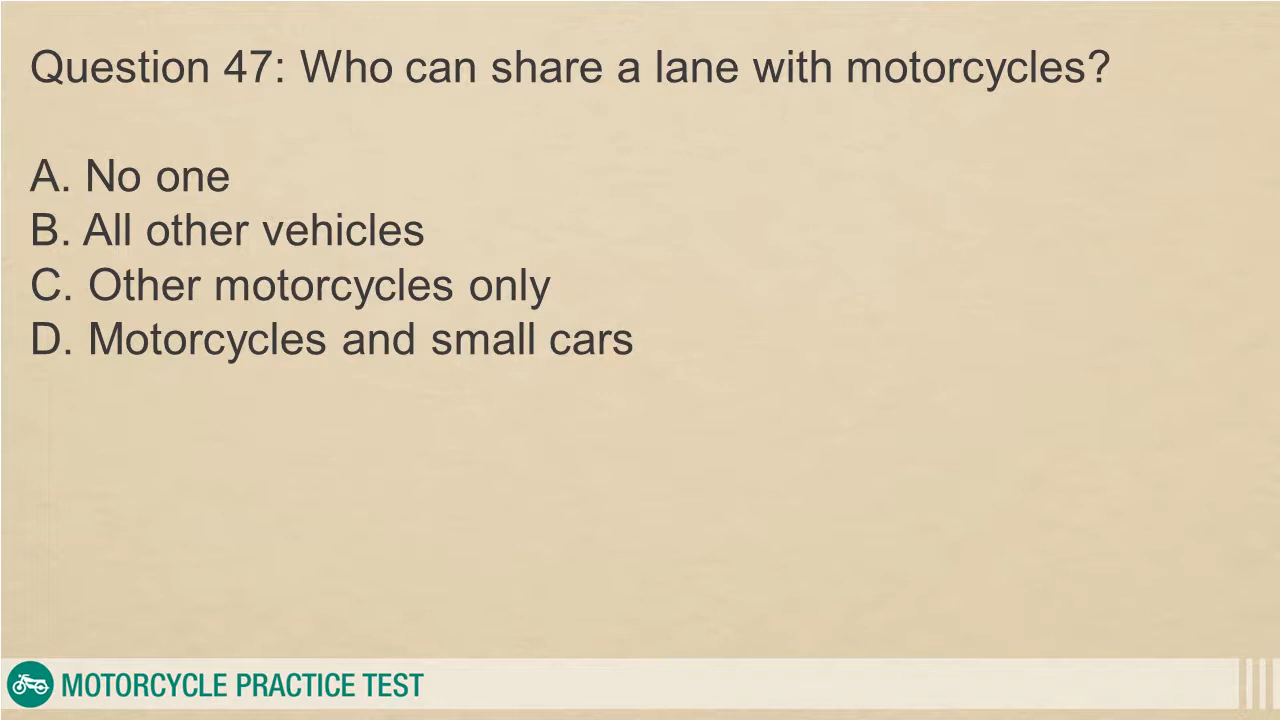 Question 47: Who can share a lane with motorcycles?
A. No one
B. All other vehicles
C. Other motorcycles only
D. Motorcycles and small cars
MOTORCYCLE PRACTICE TEST